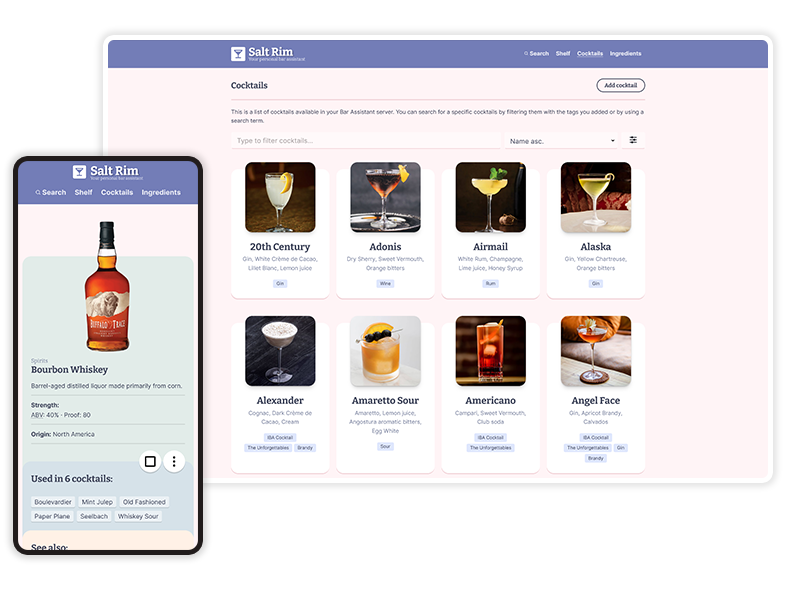 Salt Rim
Your personal bar assistant
Search Shelf Cocktails Ingredients
Cocktails
Add cocktail
This is a list of cocktails available in your Bar Assistant server. You can search for a specific cocktails by filtering them with the tags you added or by using a
search term.
Type to filter cocktails...
Name asc.
20th Century
Gin, White Crème de Cacao,
Lillet Blanc, Lemon juice
Gin
Adonis
Dry Sherry, Sweet Vermouth,
Orange bitters
Wine
Airmail
White Rum, Champagne,
Lime juice, Honey Syrup
Rum
Alaska
Gin, Yellow Chartreuse,
Orange bitters
Gin
Alexander
Cognac, Dark Crème de
Cacao, Cream
IBA Cocktail
The Unforgettables Brandy
Amaretto Sour
Amaretto, Lemon juice,
Angostura aromatic bitters,
Egg White
Sour
Americano
Campari, Sweet Vermouth,
Club soda
IBA Cocktail
The Unforgettables
Angel Face
Gin, Apricot Brandy,
Calvados
IBA Cocktail
The Unforgettables Gin
Brandy
Salt Rim
Your personal bar assistant
Search Shelf Cocktails Ingredients
BUFFALO TRACE
Spirits
Bourbon Whiskey
Barrel-aged distilled liquor made primarily from corn.
Strength:
ABV: 40% · Proof: 80
Origin: North America
Used in 6 cocktails:
Boulevardier Mint Julep Old Fashioned
Paper Plane Seelbach Whiskey Sour
See also: